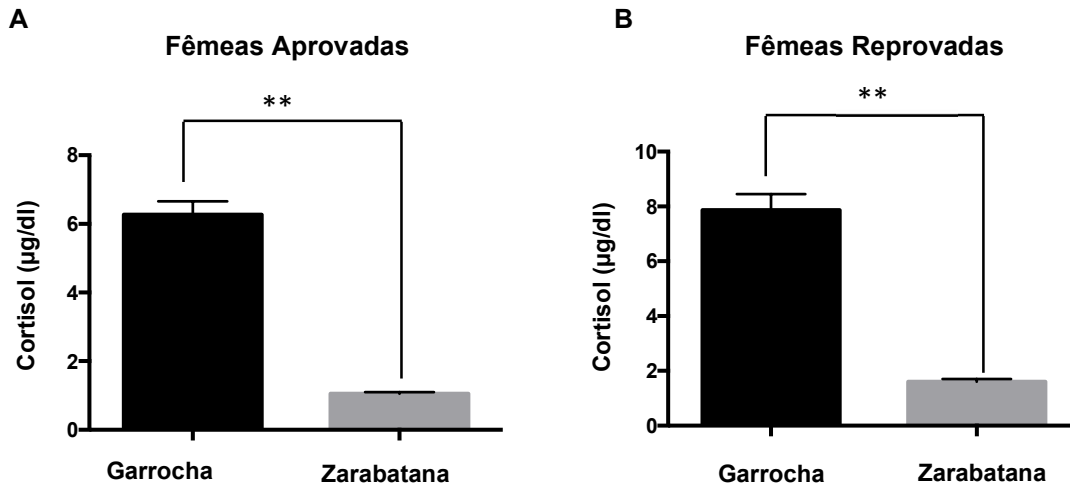 A
Fêmeas Aprovadas
**
Cortisol (µg/dl)
8
6
4
2
0
Garrocha
Zarabatana
B
Fêmeas Reprovadas
**
Cortisol (µg/dl)
10
8
6
4
2
0
Garrocha
Zarabatana